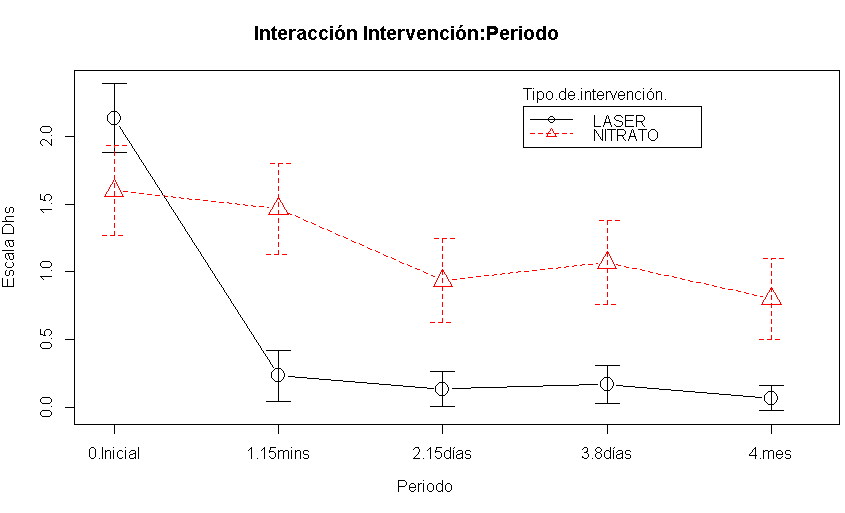 Interacción Intervención:Periodo
Tipo.de.intervención.
LASER
NITRATO
Escala Dhs
2.0
1.5
1.0
0.5
0.0
0.Inicial 1.15mins 2.15días 3.8días 4.mes
Periodo